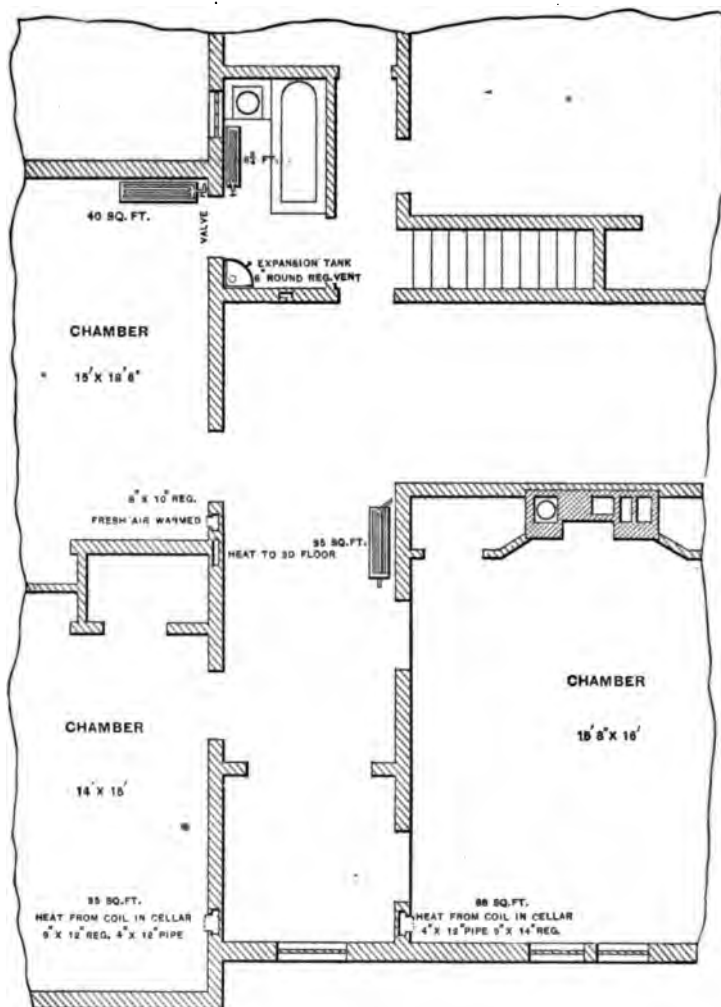 40 SQ. FT.
VALVE
EXPANSION TANK
6" ROUND REG. VENT
CHAMBER
15' X 18' 6"
8" X 10" REG.
FRESH AIR WARMED
HEAT TO 3D FLOOR
95 SQ. FT.
CHAMBER
14' X 15'
CHAMBER
15' 8" X 16'
95 SQ. FT.
HEAT FROM COIL IN CELLAR
9" X 12" REG. 4" X 12" PIPE
88 SQ. FT.
HEAT FROM COIL IN CELLAR
4" X 12" PIPE 9" X 14" REG.